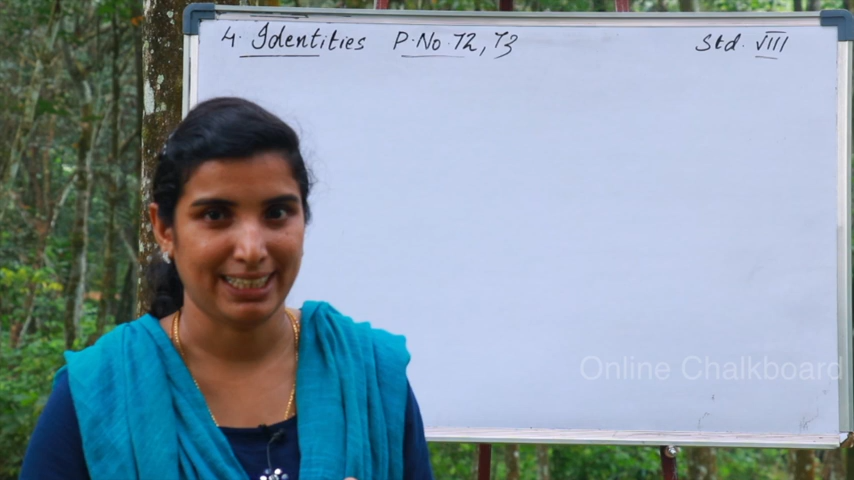 4. Identities P.No.72, 73 Std. VIII
Online Chalkboard